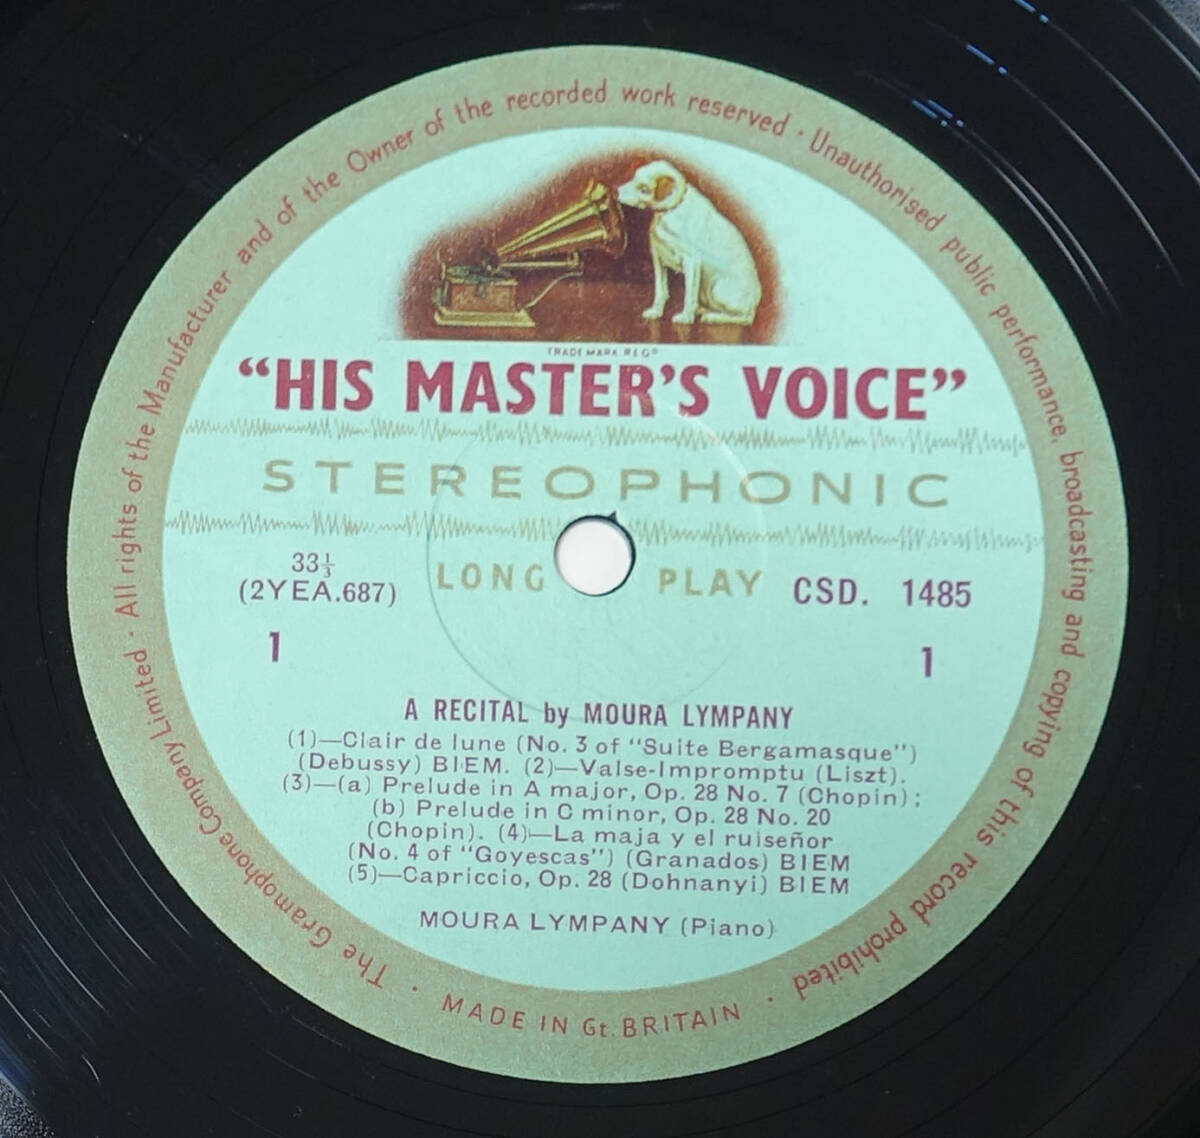 The Gramophone Company Limited · All rights of the Manufacturer and of the Owner of the recorded work reserved · Unauthorised public performance, broadcasting and copying of this record prohibited ·
TRADE MARK REGD
“HIS MASTER’S VOICE”
STEREOPHONIC
33⅓
(2YEA.687)
LONG PLAY
CSD. 1485
1
1
A RECITAL by MOURA LYMPANY
(1)—Clair de lune (No. 3 of "Suite Bergamasque")
(Debussy) BIEM. (2)—Valse-Impromptu (Liszt).
(3)—(a) Prelude in A major, Op. 28 No. 7 (Chopin);
(b) Prelude in C minor, Op. 28 No. 20
(Chopin). (4)—La maja y el ruiseñor
(No. 4 of "Goyescas") (Granados) BIEM
(5)—Capriccio, Op. 28 (Dohnanyi) BIEM
MOURA LYMPANY (Piano)
· MADE IN Gt. BRITAIN